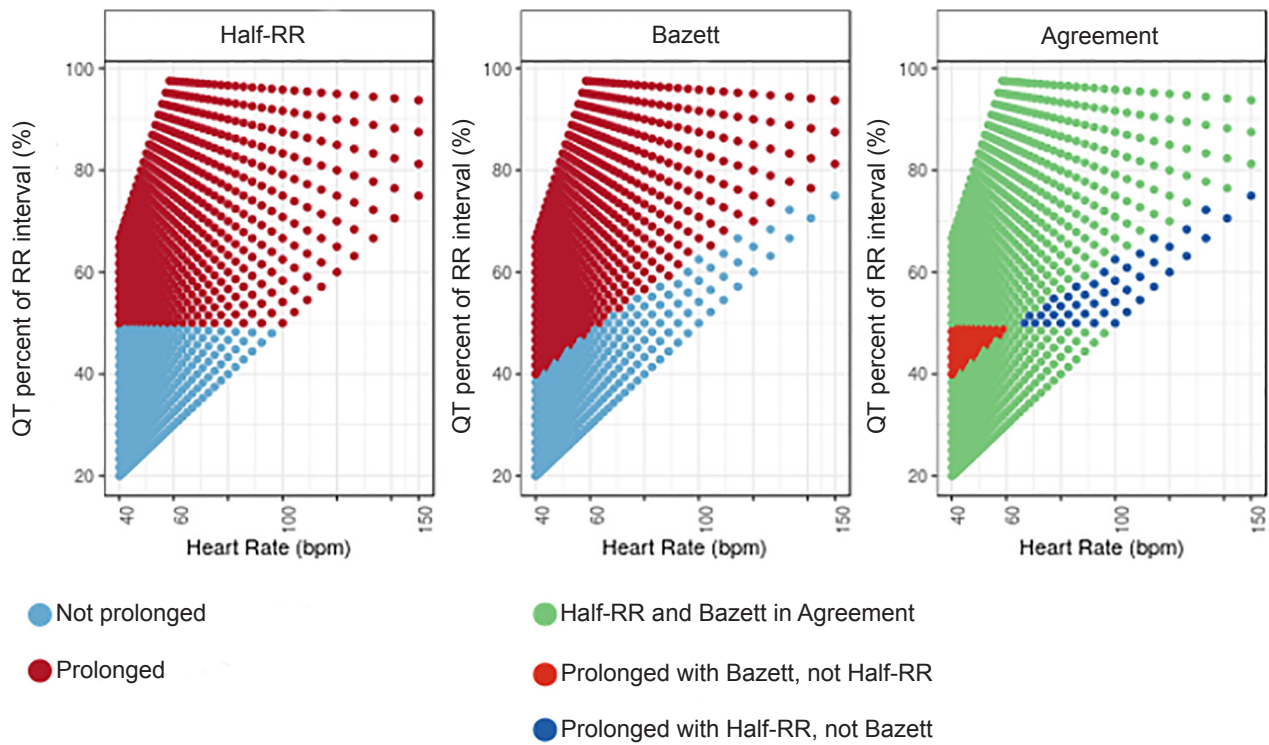 Half-RR
Bazett
Agreement
QT percent of RR interval (%)
100
80
60
40
20
40
60
100
150
Heart Rate (bpm)
QT percent of RR interval (%)
100
80
60
40
20
40
60
100
150
Heart Rate (bpm)
QT percent of RR interval (%)
100
80
60
40
20
40
60
100
150
Heart Rate (bpm)
Not prolonged
Prolonged
Half-RR and Bazett in Agreement
Prolonged with Bazett, not Half-RR
Prolonged with Half-RR, not Bazett